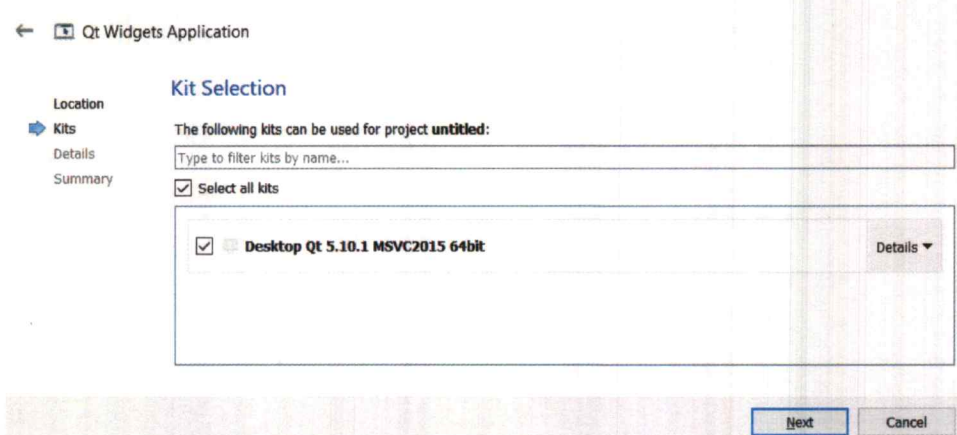 Qt Widgets Application
Kit Selection
Location
Kits
Details
Summary
The following kits can be used for project untitled:
Type to filter kits by name...
Select all kits
Desktop Qt 5.10.1 MSVC2015 64bit
Details
Next
Cancel